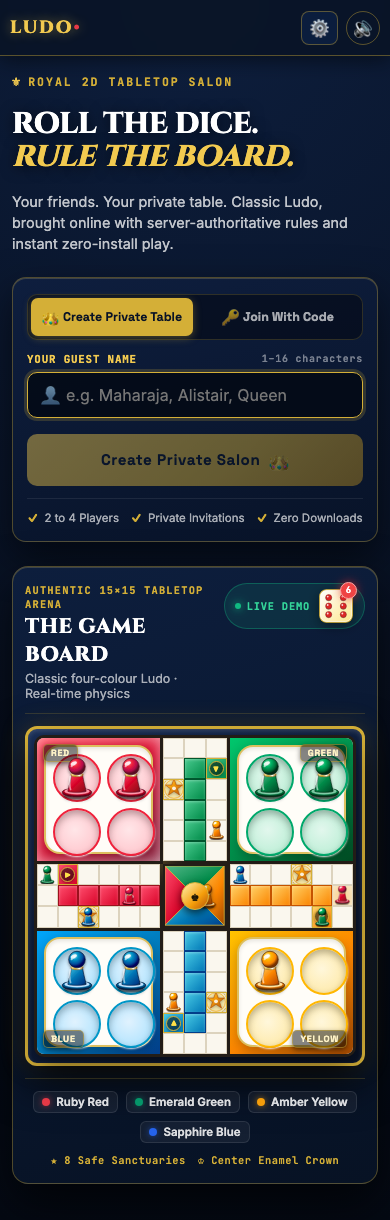 LUDO
ROYAL 2D TABLETOP SALON
ROLL THE DICE.
RULE THE BOARD.
Your friends. Your private table. Classic Ludo,
brought online with server-authoritative rules and
instant zero-install play.
Create Private Table
Join With Code
YOUR GUEST NAME
1–16 characters
e.g. Maharaja, Alistair, Queen
Create Private Salon
✓ 2 to 4 Players ✓ Private Invitations ✓ Zero Downloads
AUTHENTIC 15×15 TABLETOP
ARENA
THE GAME
BOARD
Classic four-colour Ludo ·
Real-time physics
LIVE DEMO
6
RED
GREEN
BLUE
YELLOW
Ruby Red
Emerald Green
Amber Yellow
Sapphire Blue
★ 8 Safe Sanctuaries ♔ Center Enamel Crown